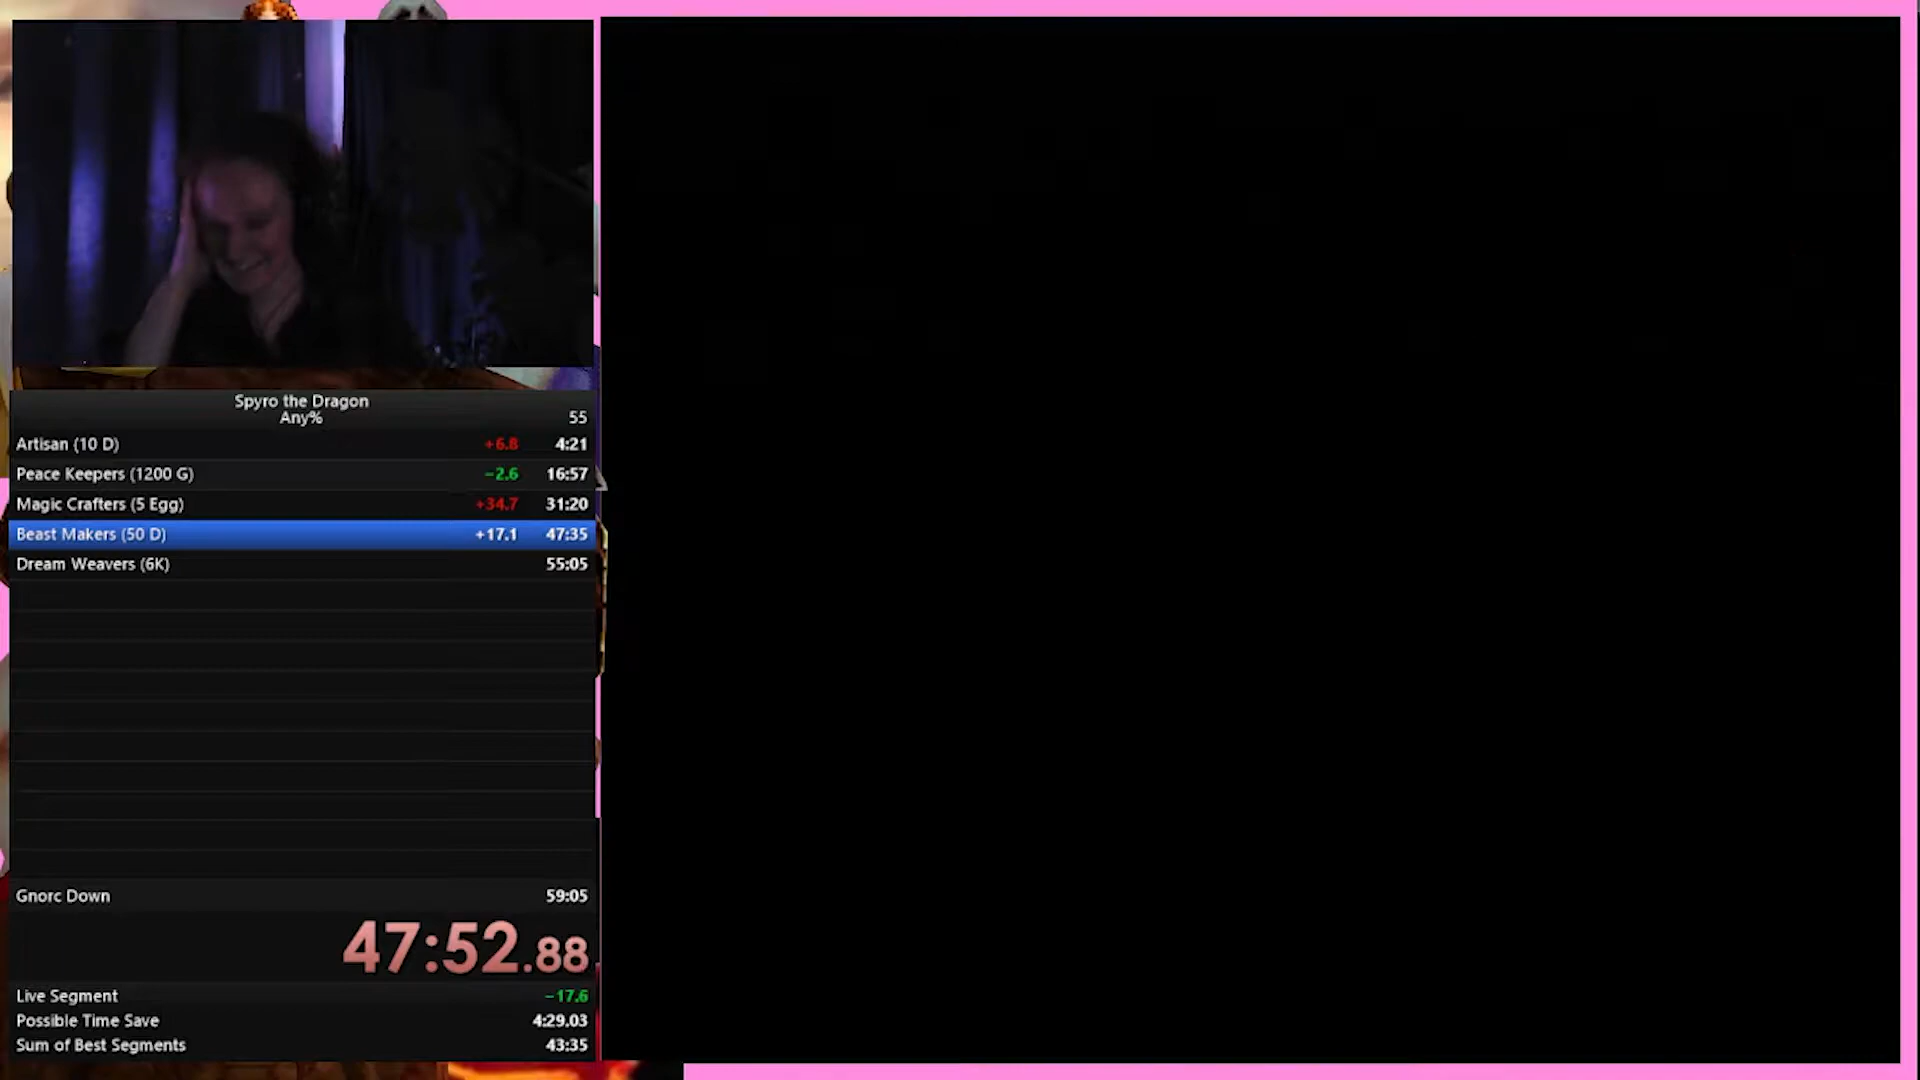 Spyro the Dragon
Any% 55
Artisan (10 D) +6.8 4:21
Peace Keepers (1200 G) −2.6 16:57
Magic Crafters (5 Egg) +34.7 31:20
Beast Makers (50 D) +17.1 47:35
Dream Weavers (6K) 55:05
Gnorc Down 59:05
47:52.88
Live Segment −17.6
Possible Time Save 4:29.03
Sum of Best Segments 43:35